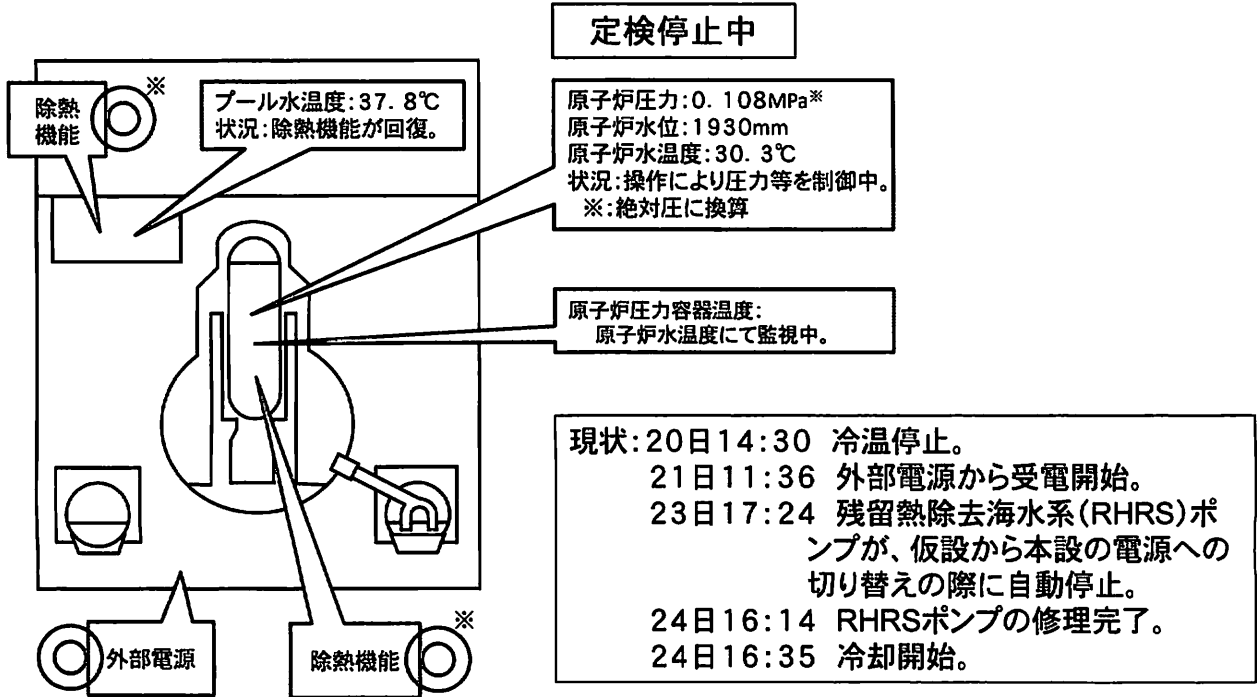 定検停止中
除熱
機能
※
プール水温度:37. 8℃
状況:除熱機能が回復。
原子炉圧力:0. 108MPa※
原子炉水位:1930mm
原子炉水温度:30. 3℃
状況:操作により圧力等を制御中。
※:絶対圧に換算
原子炉圧力容器温度:
原子炉水温度にて監視中。
現状:20日14:30 冷温停止。
21日11:36 外部電源から受電開始。
23日17:24 残留熱除去海水系(RHRS)ポ
ンプが、仮設から本設の電源への
切り替えの際に自動停止。
24日16:14 RHRSポンプの修理完了。
24日16:35 冷却開始。
外部電源
除熱機能
※